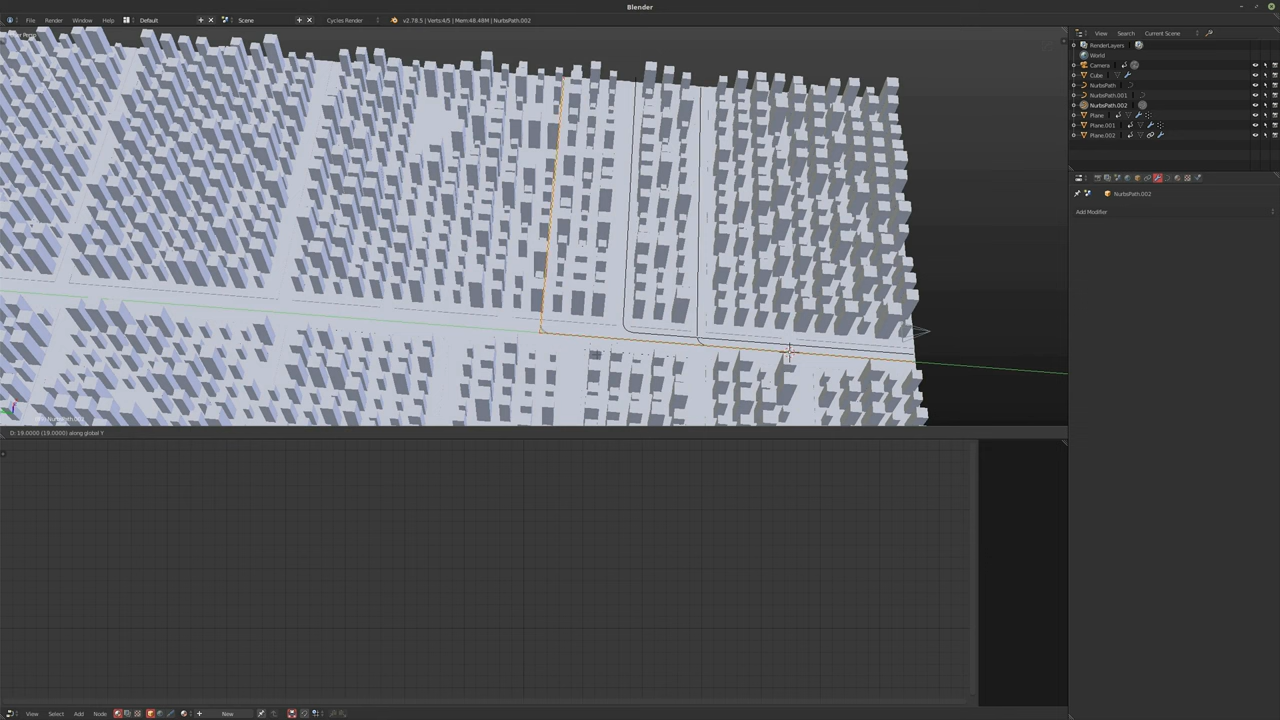 Blender
File Render Window Help Default Scene Cycles Render v2.78.5 | Verts:4/5 | Mem:48.48M | NurbsPath.002
View Search Current Scene
RenderLayers
World
Camera
Cube
NurbsPath
NurbsPath.001
NurbsPath.002
Plane
Plane.001
Plane.002
NurbsPath.002
Add Modifier
D: 19.0000 (19.0000) along global Y
View Select Add Node New